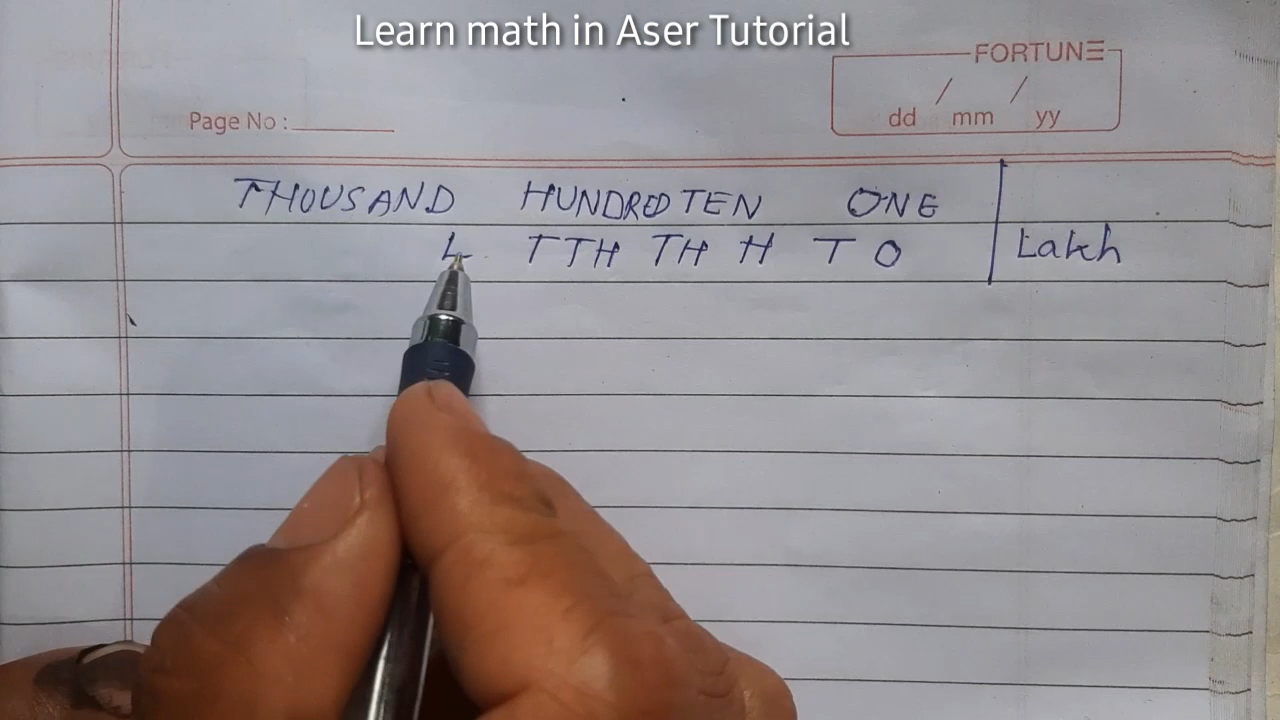 Learn math in Aser Tutorial
FORTUNE
Page No :
dd / mm / yy
THOUSAND HUNDRED TEN ONE
L TTH TH H T O Lakh